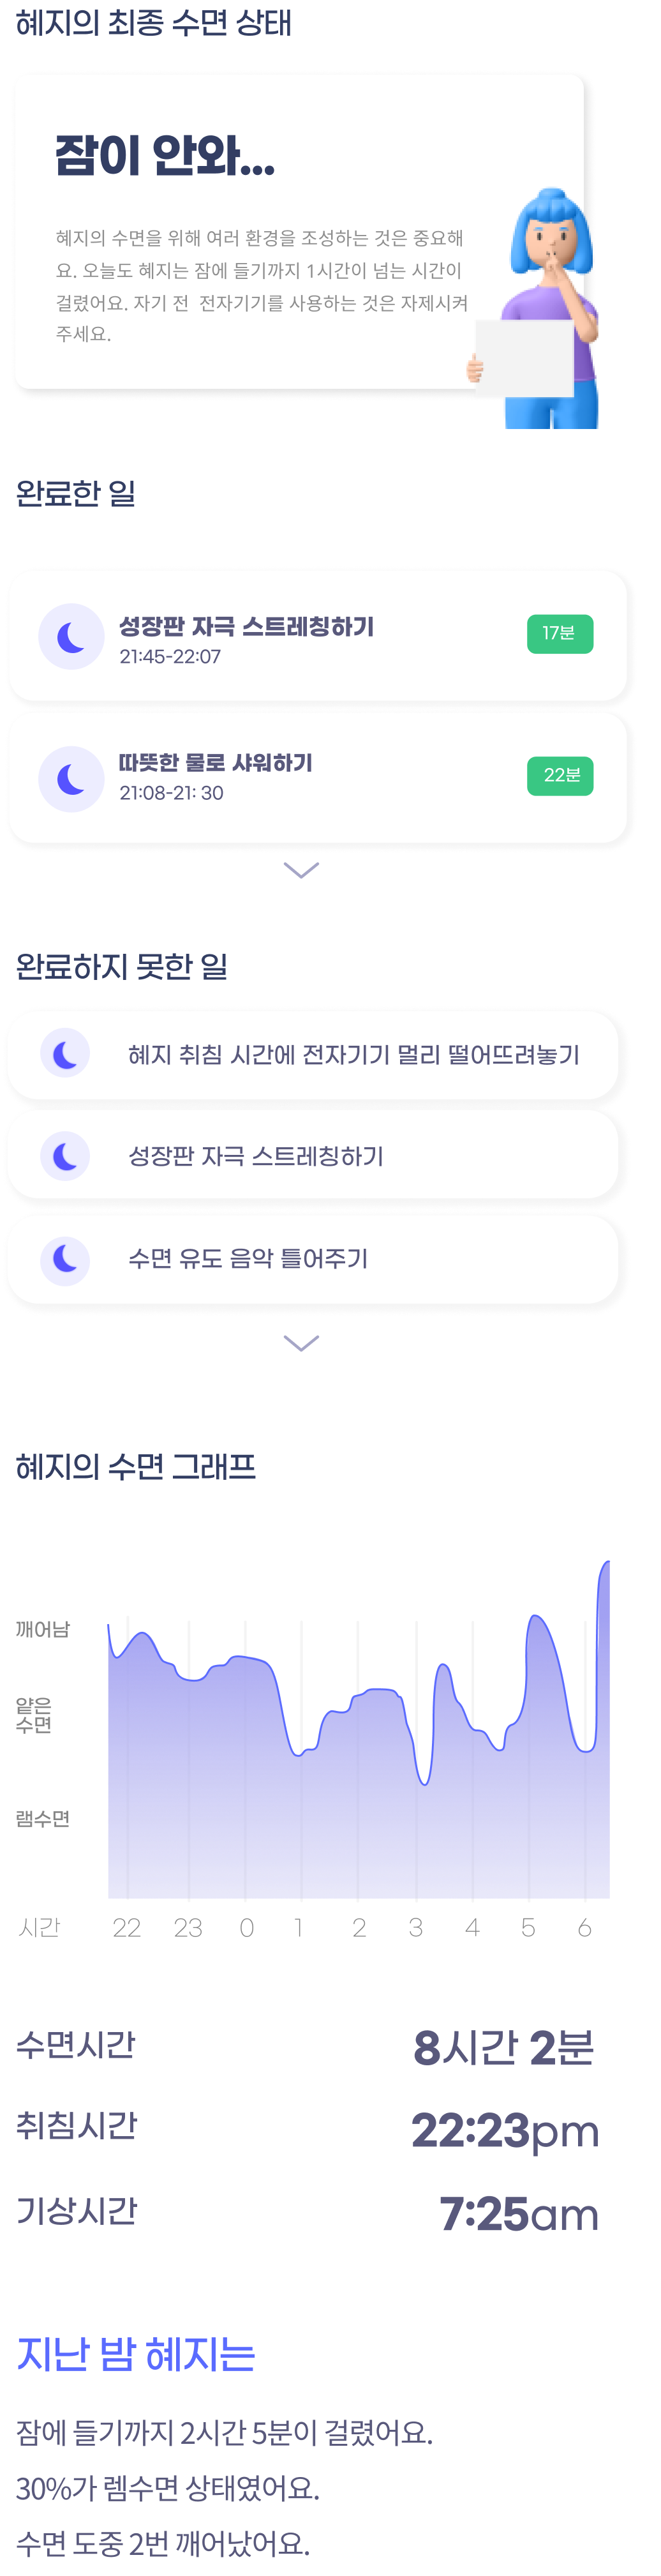 혜지의 최종 수면 상태
잠이 안와...
혜지의 수면을 위해 여러 환경을 조성하는 것은 중요해
요. 오늘도 혜지는 잠에 들기까지 1시간이 넘는 시간이
걸렸어요. 자기 전  전자기기를 사용하는 것은 자제시켜
주세요.
완료한 일
성장판 자극 스트레칭하기
21:45-22:07
17분
따뜻한 물로 샤워하기
21:08-21: 30
22분
완료하지 못한 일
혜지 취침 시간에 전자기기 멀리 떨어뜨려놓기
성장판 자극 스트레칭하기
수면 유도 음악 틀어주기
혜지의 수면 그래프
깨어남
얕은
수면
램수면
시간 22 23 0 1 2 3 4 5 6
수면시간 8시간 2분
취침시간 22:23pm
기상시간 7:25am
지난 밤 혜지는
잠에 들기까지 2시간 5분이 걸렸어요.
30%가 렘수면 상태였어요.
수면 도중 2번 깨어났어요.